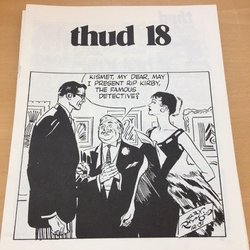 thud 18
KISMET, MY DEAR, MAY
I PRESENT RIP KIRBY,
THE FAMOUS
DETECTIVE?